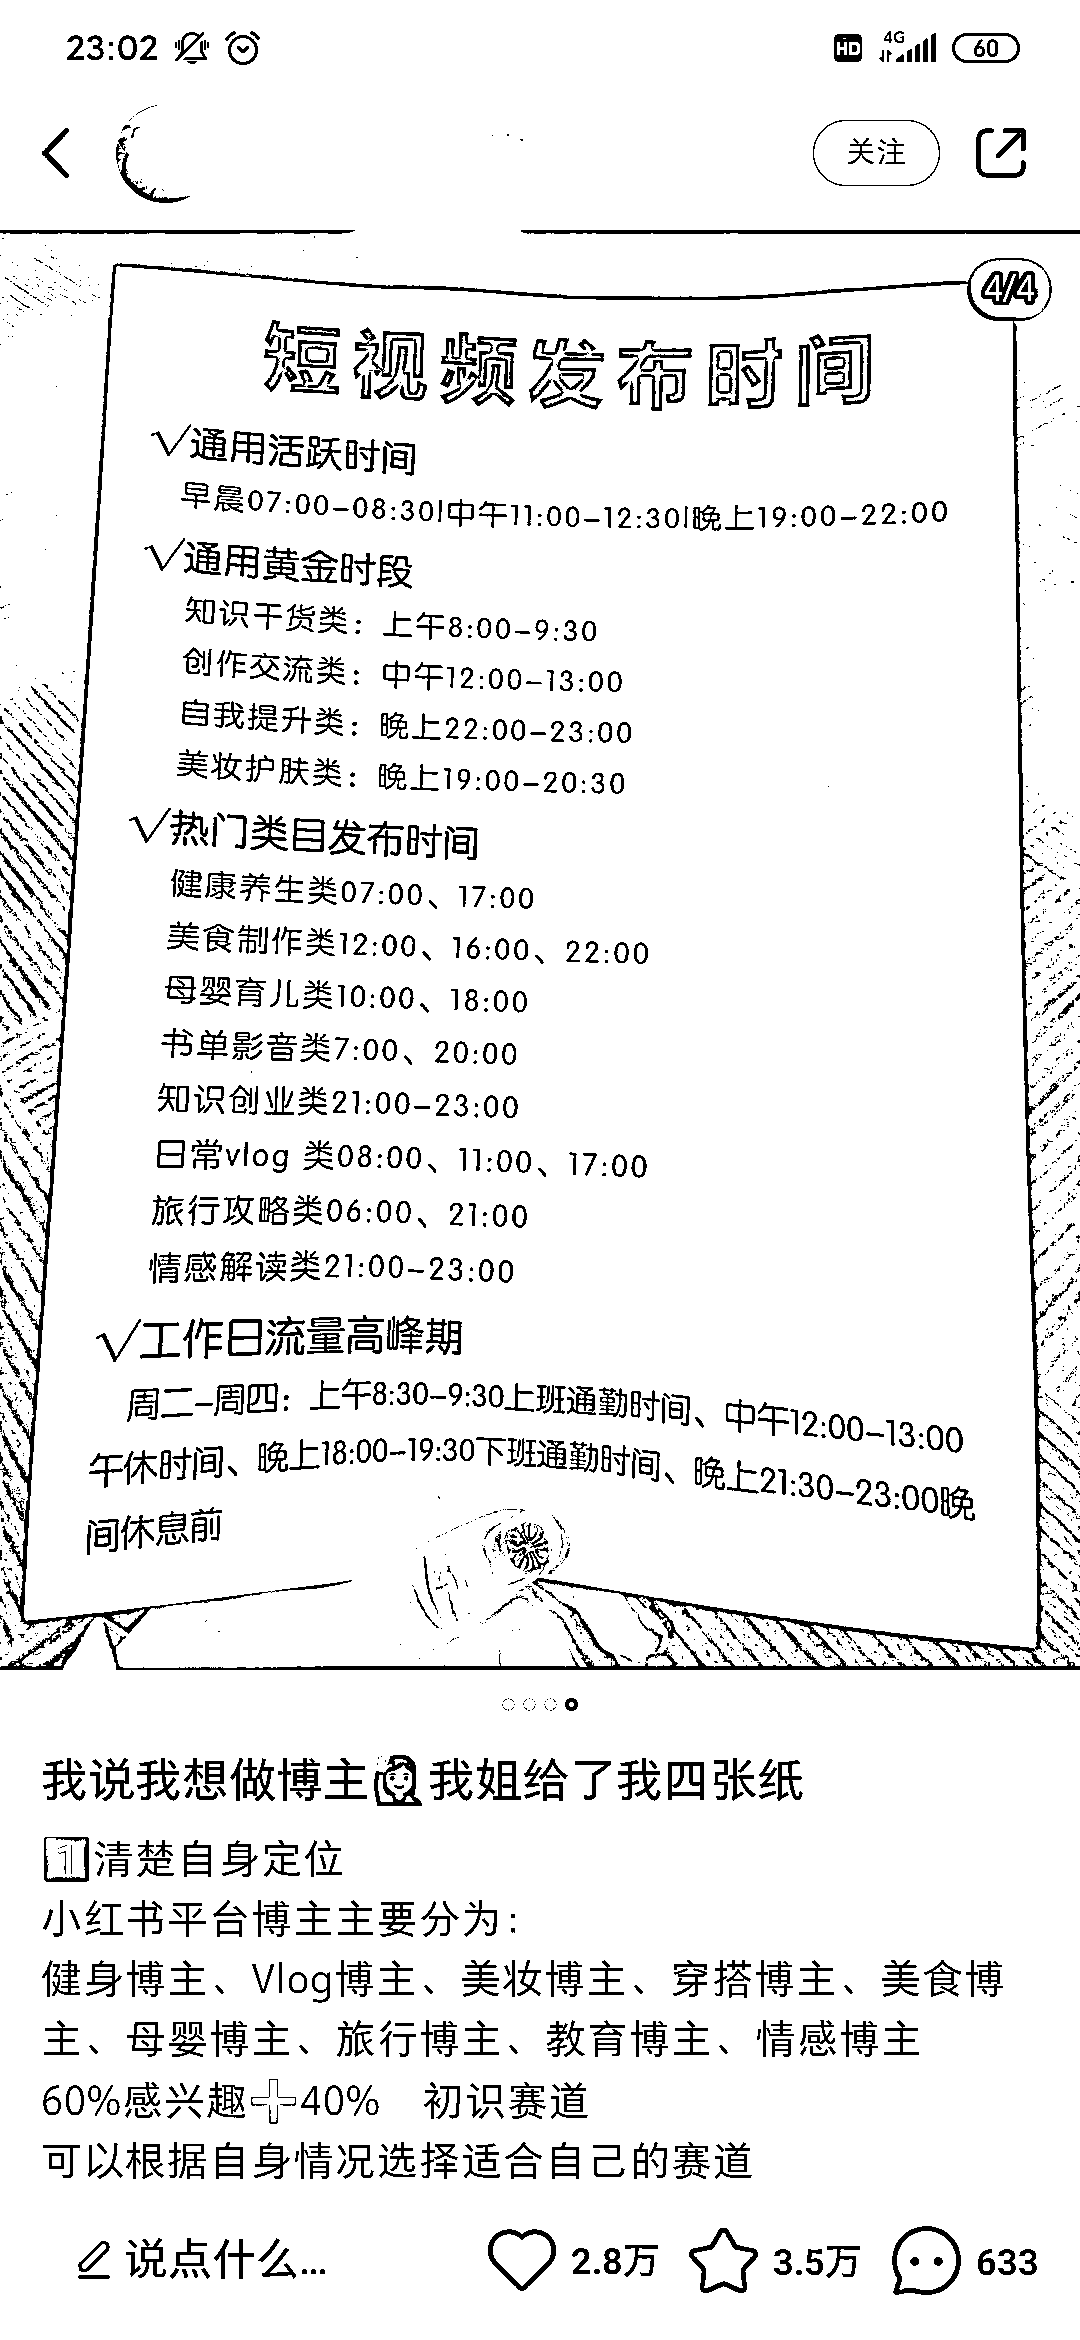 23:02
HD 4G 60
关注
4/4
短视频发布时间
√通用活跃时间
早晨07:00-08:30|中午11:00-12:30|晚上19:00-22:00
√通用黄金时段
知识干货类：上午8:00-9:30
创作交流类：中午12:00-13:00
自我提升类：晚上22:00-23:00
美妆护肤类：晚上19:00-20:30
√热门类目发布时间
健康养生类07:00、17:00
美食制作类12:00、16:00、22:00
母婴育儿类10:00、18:00
书单影音类7:00、20:00
知识创业类21:00-23:00
日常vlog 类08:00、11:00、17:00
旅行攻略类06:00、21:00
情感解读类21:00-23:00
√工作日流量高峰期
周二-周四：上午8:30-9:30上班通勤时间、中午12:00-13:00
午休时间、晚上18:00-19:30下班通勤时间、晚上21:30-23:00晚
间休息前
我说我想做博主🙋‍♀️我姐给了我四张纸
1️⃣清楚自身定位
小红书平台博主主要分为：
健身博主、Vlog博主、美妆博主、穿搭博主、美食博
主、母婴博主、旅行博主、教育博主、情感博主
60%感兴趣➕40%　初识赛道
可以根据自身情况选择适合自己的赛道
说点什么... 2.8万 3.5万 633